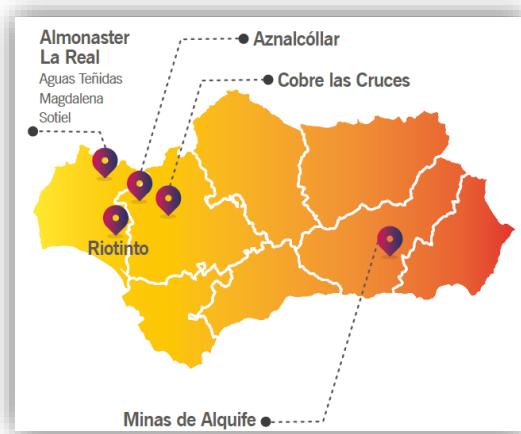 Almonaster
La Real
Aguas Teñidas
Magdalena
Sotiel
Aznalcóllar
Cobre las Cruces
Riotinto
Minas de Alquife